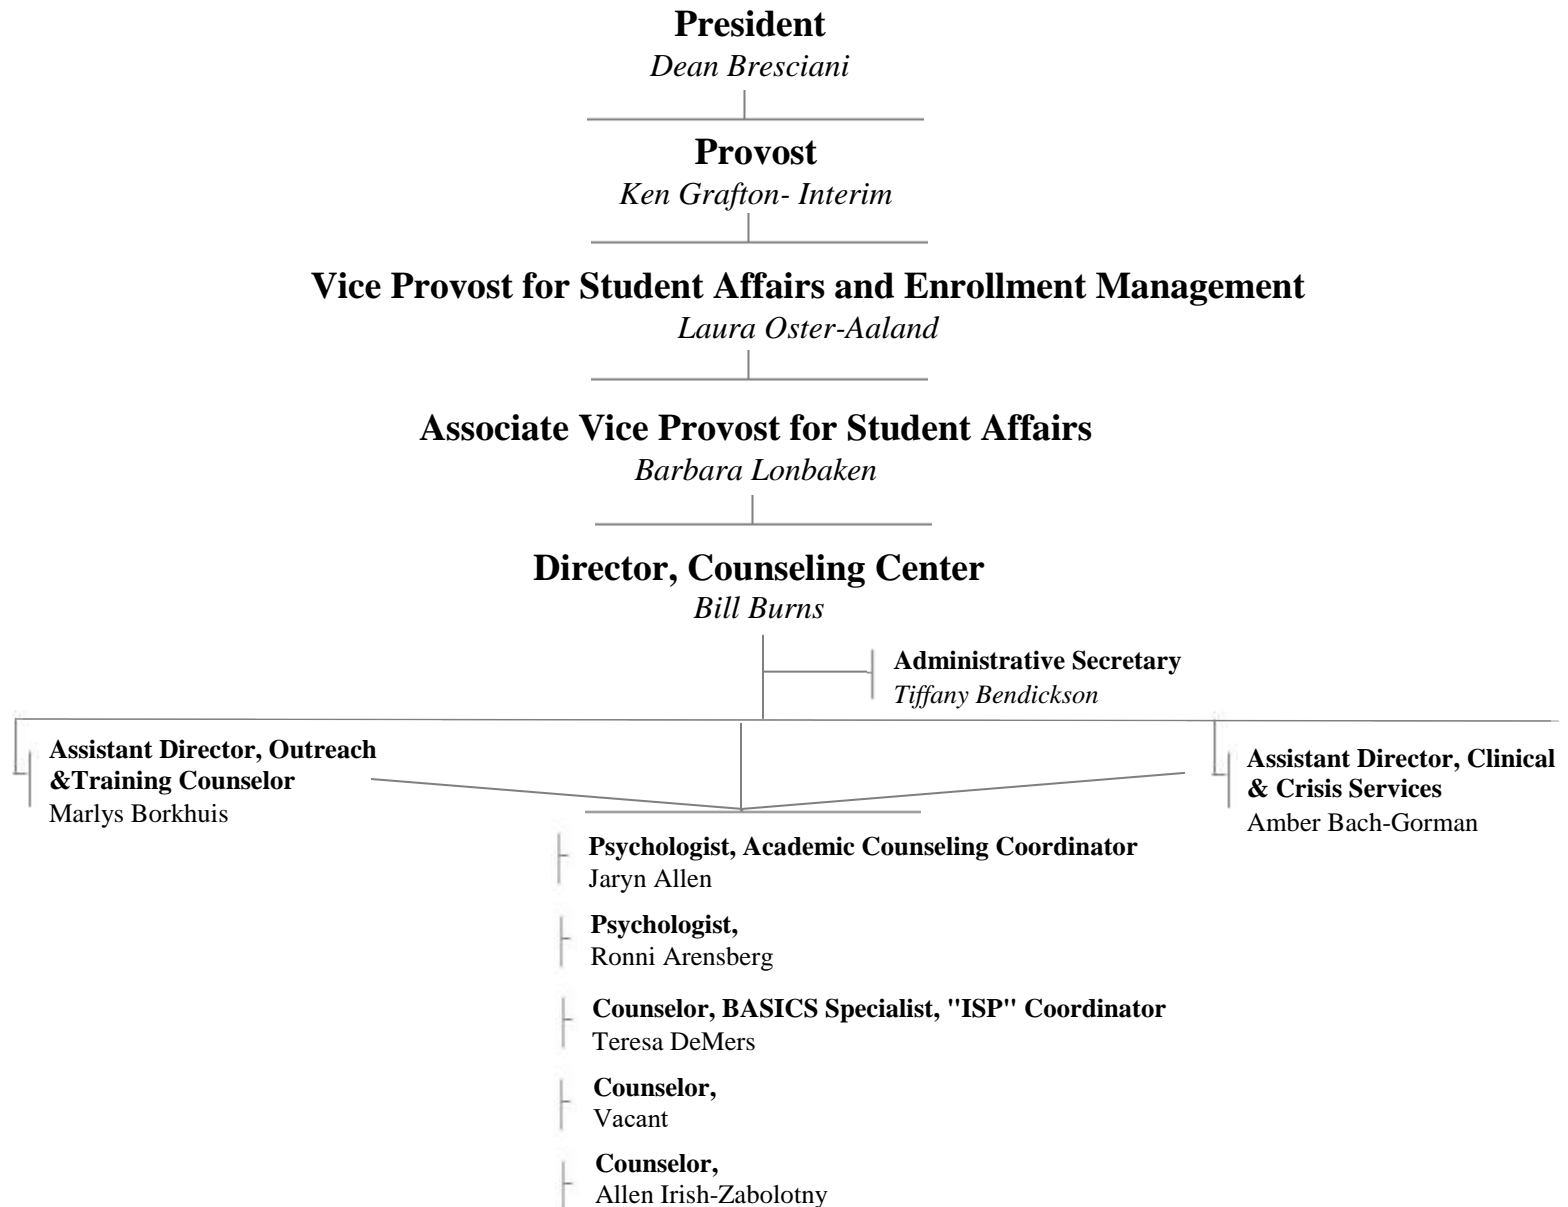 President
Dean Bresciani
Provost
Ken Grafton- Interim
Vice Provost for Student Affairs and Enrollment Management
Laura Oster-Aaland
Associate Vice Provost for Student Affairs
Barbara Lonbaken
Director, Counseling Center
Bill Burns
Administrative Secretary
Tiffany Bendickson
Assistant Director, Outreach
&Training Counselor
Marlys Borkhuis
Assistant Director, Clinical
& Crisis Services
Amber Bach-Gorman
Psychologist, Academic Counseling Coordinator
Jaryn Allen
Psychologist,
Ronni Arensberg
Counselor, BASICS Specialist, "ISP" Coordinator
Teresa DeMers
Counselor,
Vacant
Counselor,
Allen Irish-Zabolotny